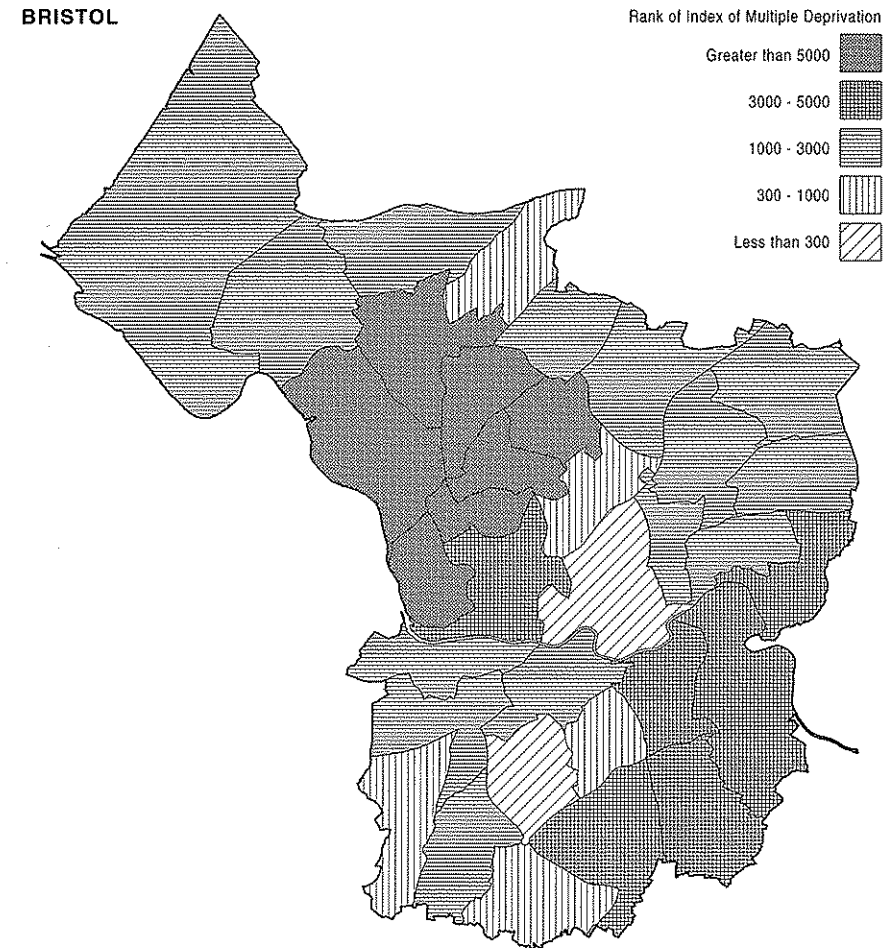 BRISTOL
Rank of Index of Multiple Deprivation
Greater than 5000
3000 - 5000
1000 - 3000
300 - 1000
Less than 300